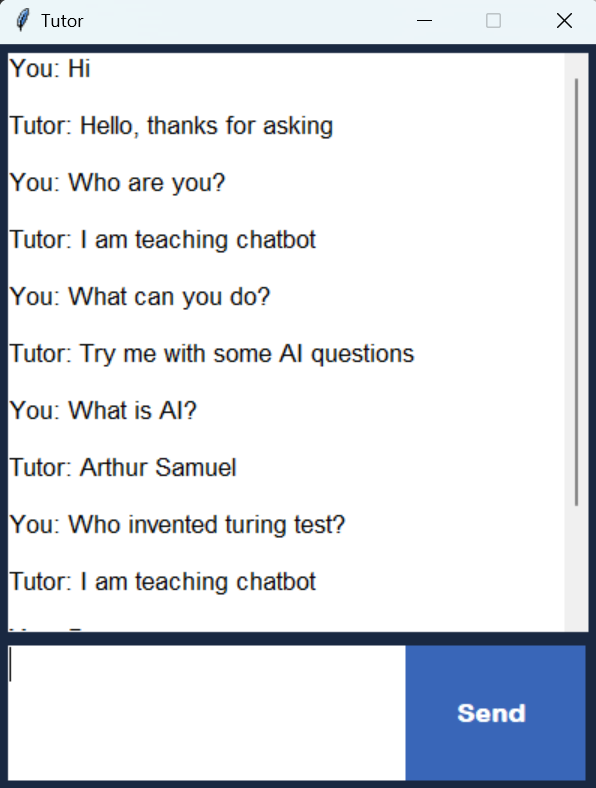 Tutor
You: Hi
Tutor: Hello, thanks for asking
You: Who are you?
Tutor: I am teaching chatbot
You: What can you do?
Tutor: Try me with some AI questions
You: What is AI?
Tutor: Arthur Samuel
You: Who invented turing test?
Tutor: I am teaching chatbot
Send